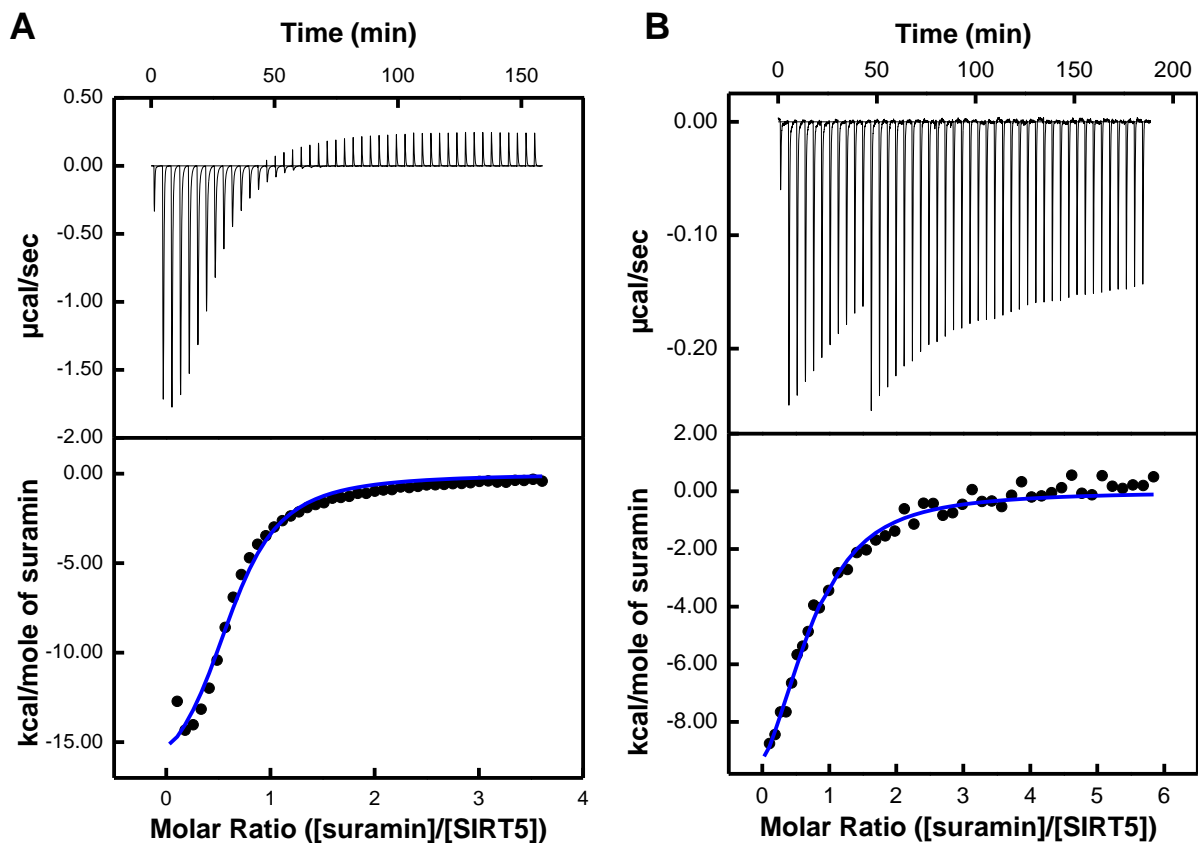 A
Time (min)
0 50 100 150
0.50
0.00
-0.50
-1.00
-1.50
-2.00
µcal/sec
0.00
-5.00
-10.00
-15.00
kcal/mole of suramin
0 1 2 3 4
Molar Ratio ([suramin]/[SIRT5])
B
Time (min)
0 50 100 150 200
0.00
-0.10
-0.20
µcal/sec
2.00
0.00
-2.00
-4.00
-6.00
-8.00
kcal/mole of suramin
0 1 2 3 4 5 6
Molar Ratio ([suramin]/[SIRT5])